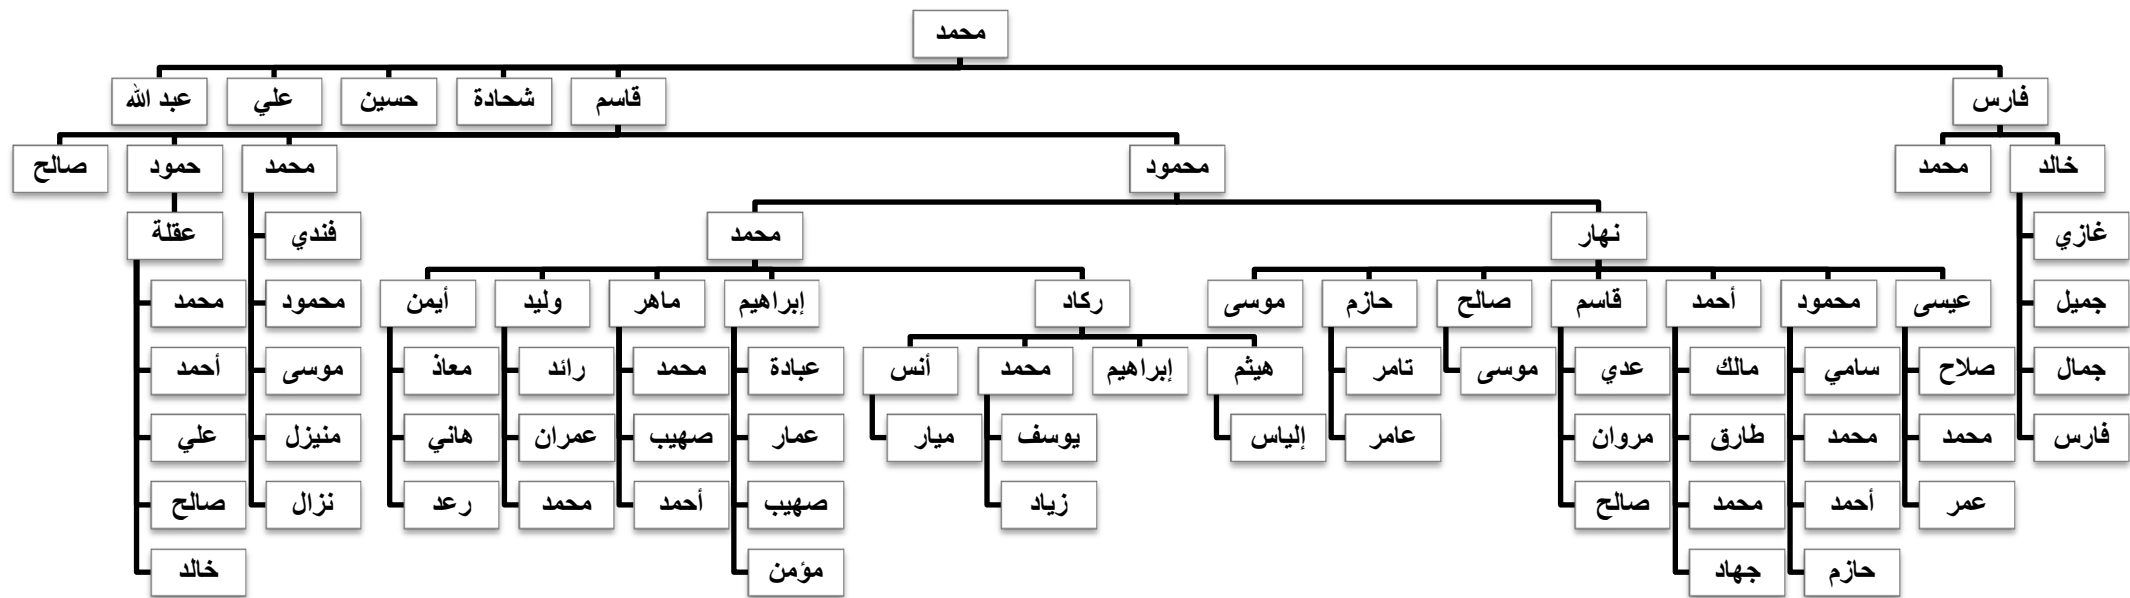 محمد
فارس
قاسم
شحادة
حسين
علي
عبد الله
خالد
محمد
محمود
محمد
حمود
صالح
غازي
نهار
محمد
فندي
عقلة
جميل
عيسى
محمود
أحمد
قاسم
صالح
حازم
موسى
ركاد
إبراهيم
ماهر
وليد
أيمن
محمود
محمد
جمال
صلاح
سامي
مالك
عدي
موسى
تامر
هيثم
إبراهيم
محمد
أنس
عبادة
محمد
رائد
معاذ
موسى
أحمد
فارس
محمد
محمد
طارق
مروان
عامر
إلياس
يوسف
ميار
عمار
صهيب
عمران
هاني
منيزل
علي
عمر
أحمد
محمد
صالح
زياد
صهيب
أحمد
محمد
رعد
نزال
صالح
حازم
جهاد
مؤمن
خالد